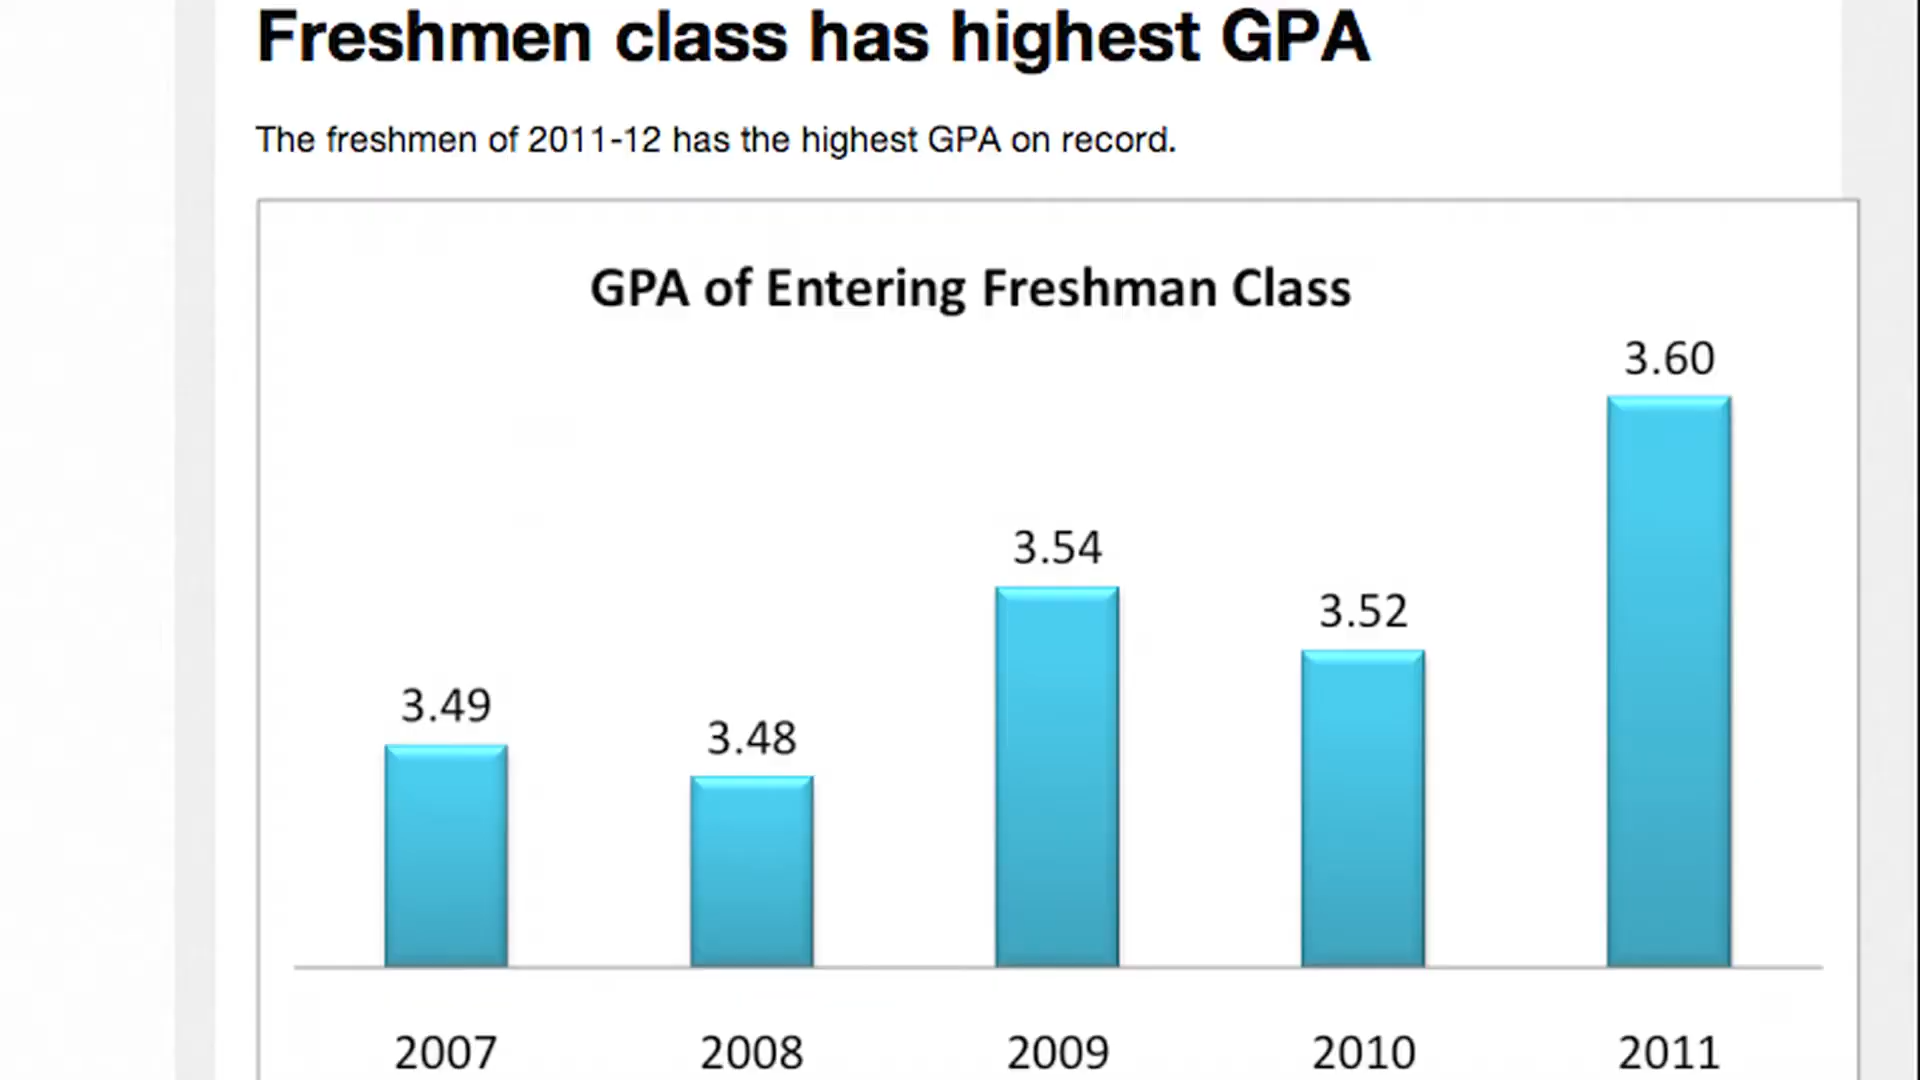 Freshmen class has highest GPA
The freshmen of 2011-12 has the highest GPA on record.
GPA of Entering Freshman Class
3.60
3.54
3.52
3.49
3.48
2007 2008 2009 2010 2011